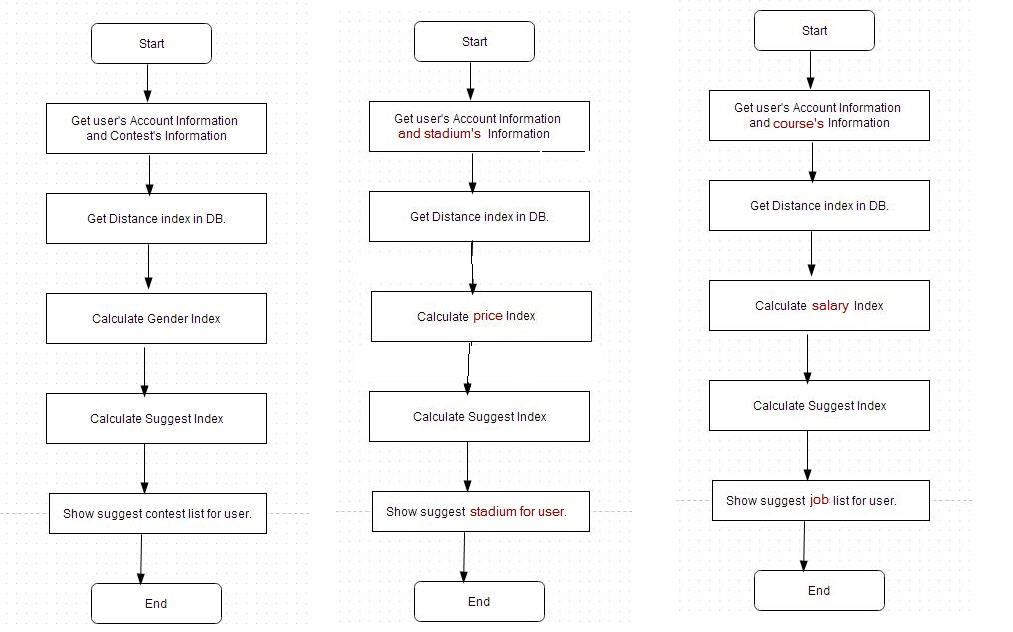 Start
Get user's Account Information
and Contest's Information
Get Distance index in DB.
Calculate Gender Index
Calculate Suggest Index
Show suggest contest list for user.
End
Start
Get user's Account Information
and stadium's Information
Get Distance index in DB.
Calculate price Index
Calculate Suggest Index
Show suggest stadium for user.
End
Start
Get user's Account Information
and course's Information
Get Distance index in DB.
Calculate salary Index
Calculate Suggest Index
Show suggest job list for user.
End